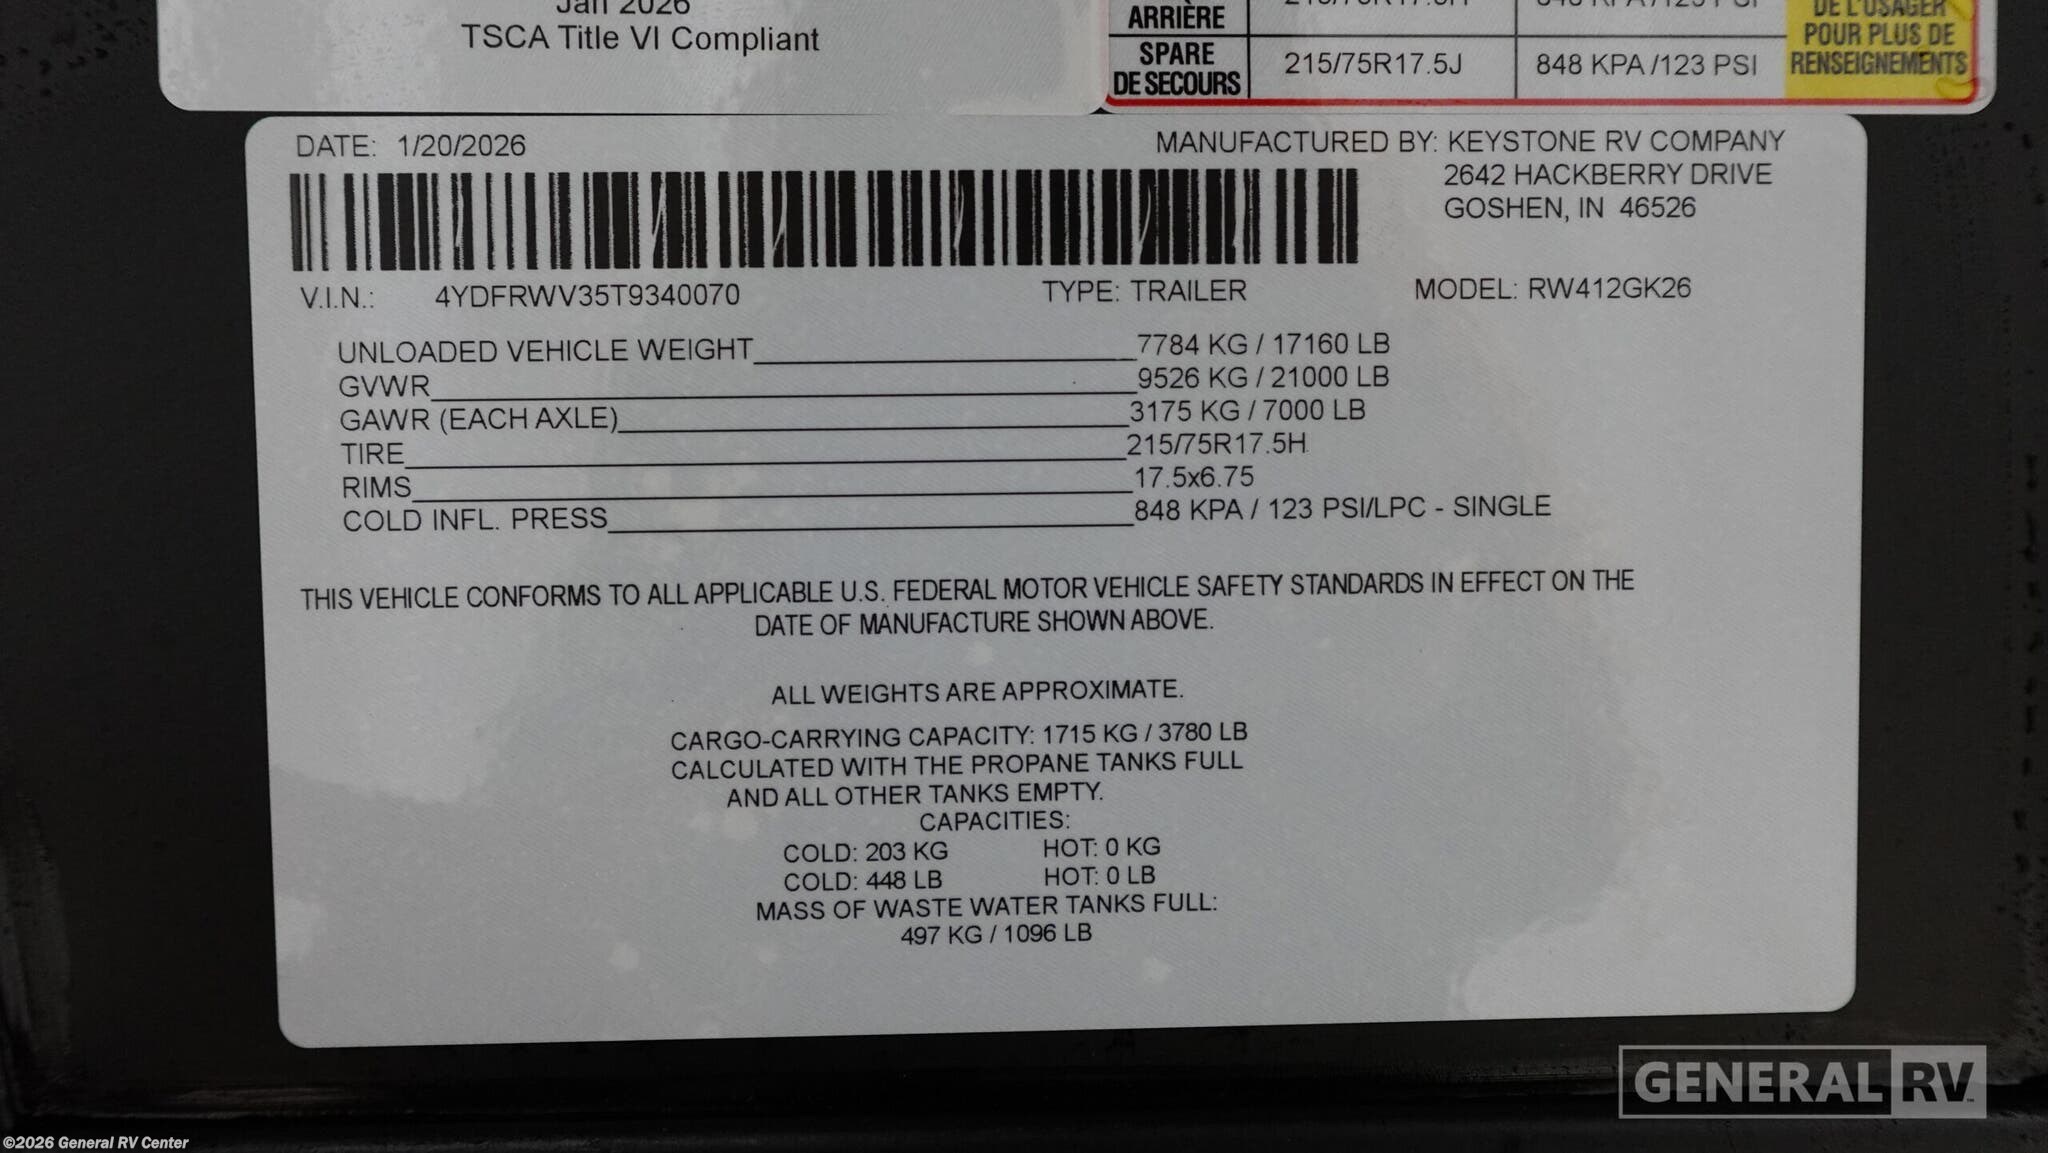 Jan 2026
TSCA Title VI Compliant
ARRIÈRE
SPARE
DE SECOURS
215/75R17.5J
848 KPA /123 PSI
DE L'USAGER
POUR PLUS DE
RENSEIGNEMENTS
DATE: 1/20/2026
MANUFACTURED BY: KEYSTONE RV COMPANY
2642 HACKBERRY DRIVE
GOSHEN, IN 46526
V.I.N.: 4YDFRWV35T9340070
TYPE: TRAILER
MODEL: RW412GK26
UNLOADED VEHICLE WEIGHT 7784 KG / 17160 LB
GVWR 9526 KG / 21000 LB
GAWR (EACH AXLE) 3175 KG / 7000 LB
TIRE 215/75R17.5H
RIMS 17.5x6.75
COLD INFL. PRESS 848 KPA / 123 PSI/LPC - SINGLE
THIS VEHICLE CONFORMS TO ALL APPLICABLE U.S. FEDERAL MOTOR VEHICLE SAFETY STANDARDS IN EFFECT ON THE
DATE OF MANUFACTURE SHOWN ABOVE.
ALL WEIGHTS ARE APPROXIMATE.
CARGO-CARRYING CAPACITY: 1715 KG / 3780 LB
CALCULATED WITH THE PROPANE TANKS FULL
AND ALL OTHER TANKS EMPTY.
CAPACITIES:
COLD: 203 KG HOT: 0 KG
COLD: 448 LB HOT: 0 LB
MASS OF WASTE WATER TANKS FULL:
497 KG / 1096 LB
GENERAL RV
©2026 General RV Center